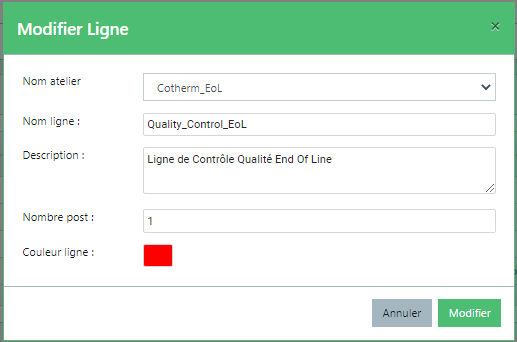 Modifier Ligne
×
Nom atelier
Cotherm_EoL
Nom ligne :
Quality_Control_EoL
Description :
Ligne de Contrôle Qualité End Of Line
Nombre post :
1
Couleur ligne :
Annuler
Modifier